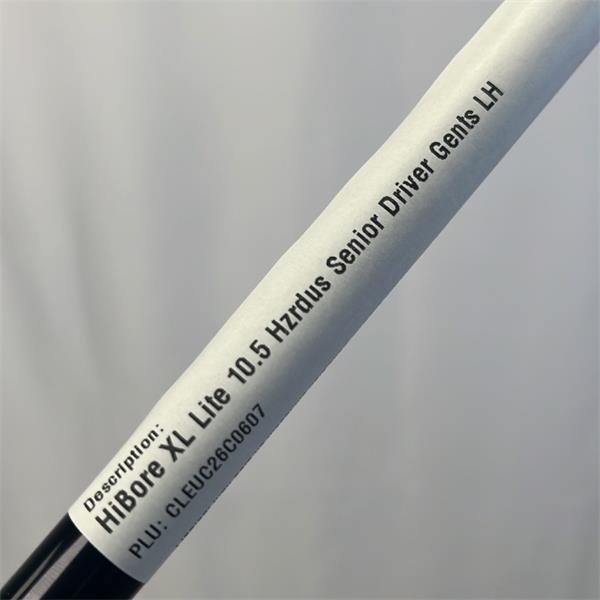 Description:
HiBore XL Lite 10.5 Hzrdus Senior Driver Gents LH
PLU: CLEUC26C0607